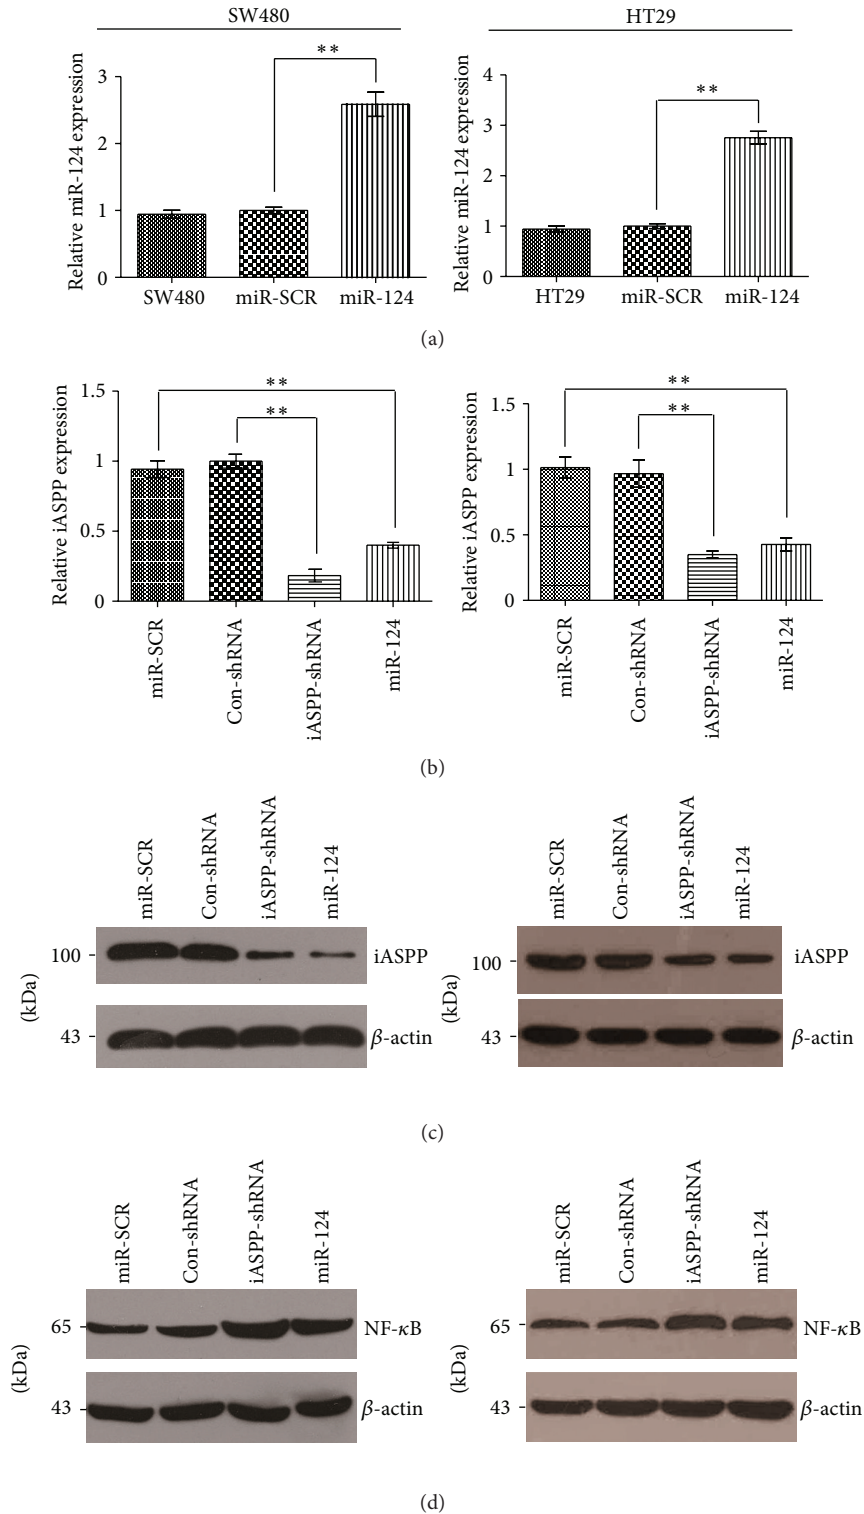 SW480
HT29
Relative miR-124 expression
3
2
1
0
**
SW480
miR-SCR
miR-124
Relative miR-124 expression
4
3
2
1
0
**
HT29
miR-SCR
miR-124
(a)
Relative iASPP expression
1.5
1
0.5
0
**
**
miR-SCR
Con-shRNA
iASPP-shRNA
miR-124
Relative iASPP expression
1.5
1
0.5
0
**
**
miR-SCR
Con-shRNA
iASPP-shRNA
miR-124
(b)
miR-SCR
Con-shRNA
iASPP-shRNA
miR-124
(kDa)
100
iASPP
43
β-actin
miR-SCR
Con-shRNA
iASPP-shRNA
miR-124
(kDa)
100
iASPP
43
β-actin
(c)
miR-SCR
Con-shRNA
iASPP-shRNA
miR-124
(kDa)
65
NF-κB
43
β-actin
miR-SCR
Con-shRNA
iASPP-shRNA
miR-124
(kDa)
65
NF-κB
43
β-actin
(d)